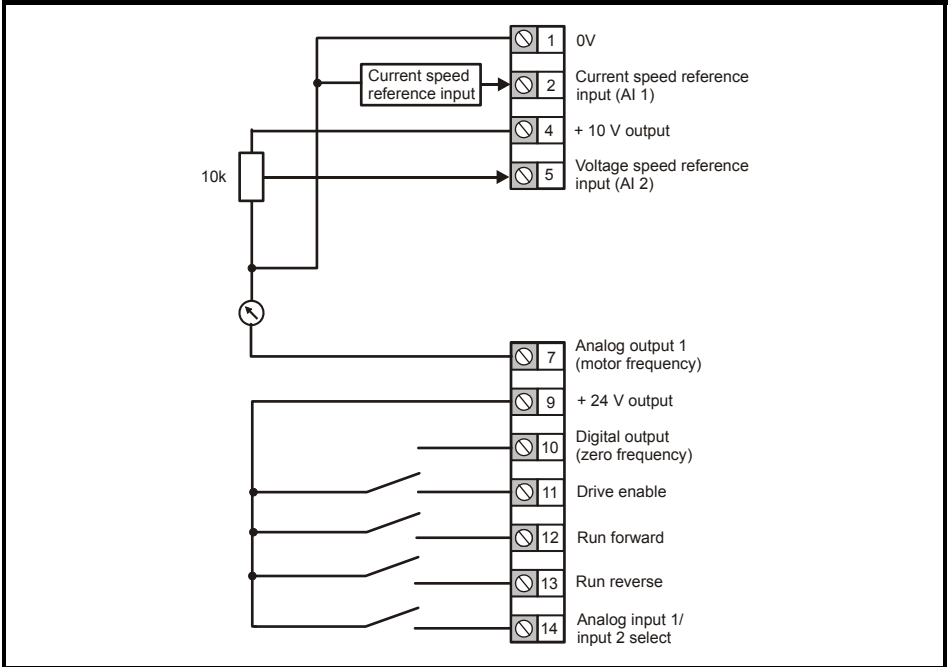 1 0V
Current speed
reference input
2 Current speed reference
input (AI 1)
4 + 10 V output
10k
5 Voltage speed reference
input (AI 2)
7 Analog output 1
(motor frequency)
9 + 24 V output
10 Digital output
(zero frequency)
11 Drive enable
12 Run forward
13 Run reverse
14 Analog input 1/
input 2 select